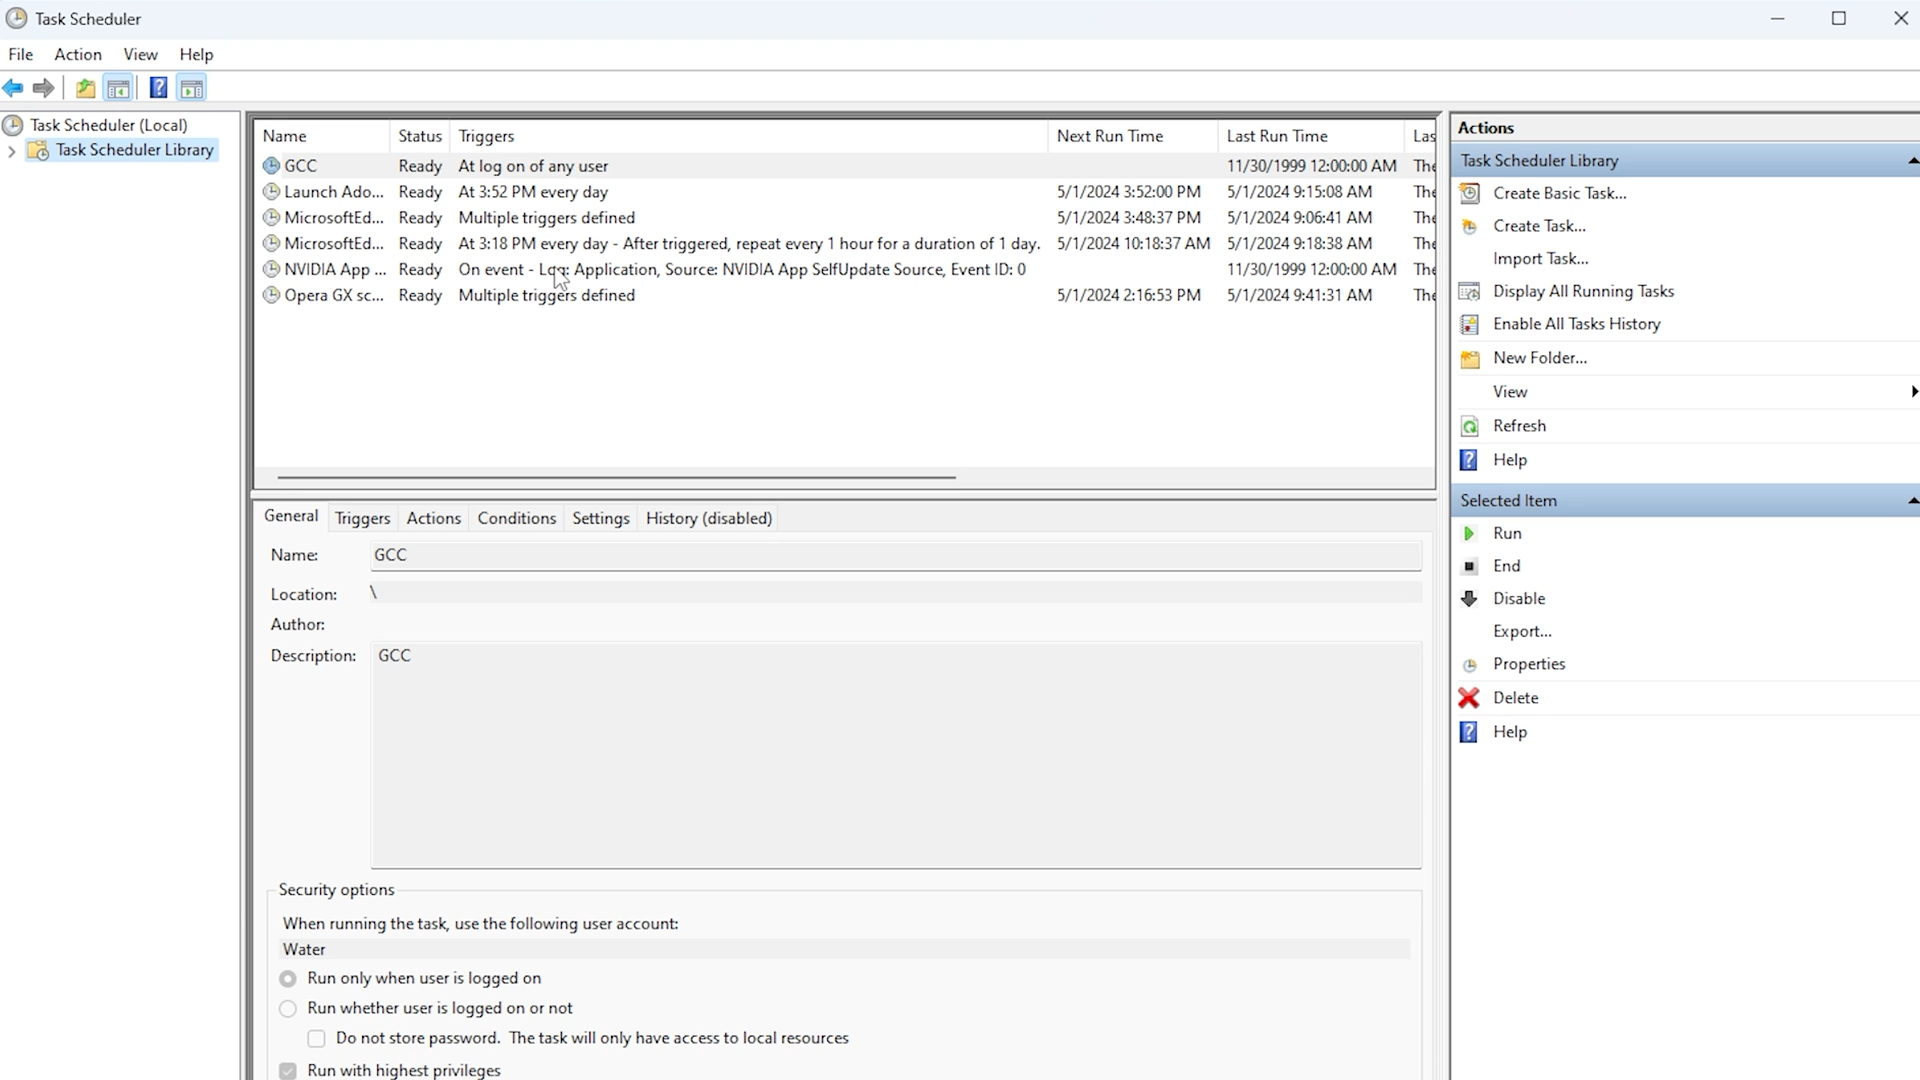 Task Scheduler
File Action View Help
Task Scheduler (Local)
Task Scheduler Library
Name Status Triggers Next Run Time Last Run Time Las
GCC Ready At log on of any user 11/30/1999 12:00:00 AM The
Launch Ado... Ready At 3:52 PM every day 5/1/2024 3:52:00 PM 5/1/2024 9:15:08 AM The
MicrosoftEd... Ready Multiple triggers defined 5/1/2024 3:48:37 PM 5/1/2024 9:06:41 AM The
MicrosoftEd... Ready At 3:18 PM every day - After triggered, repeat every 1 hour for a duration of 1 day. 5/1/2024 10:18:37 AM 5/1/2024 9:18:38 AM The
NVIDIA App ... Ready On event - Log: Application, Source: NVIDIA App SelfUpdate Source, Event ID: 0 11/30/1999 12:00:00 AM The
Opera GX sc... Ready Multiple triggers defined 5/1/2024 2:16:53 PM 5/1/2024 9:41:31 AM The
General Triggers Actions Conditions Settings History (disabled)
Name: GCC
Location: \
Author:
Description: GCC
Security options
When running the task, use the following user account:
Water
Run only when user is logged on
Run whether user is logged on or not
Do not store password. The task will only have access to local resources
Run with highest privileges
Actions
Task Scheduler Library
Create Basic Task...
Create Task...
Import Task...
Display All Running Tasks
Enable All Tasks History
New Folder...
View
Refresh
Help
Selected Item
Run
End
Disable
Export...
Properties
Delete
Help